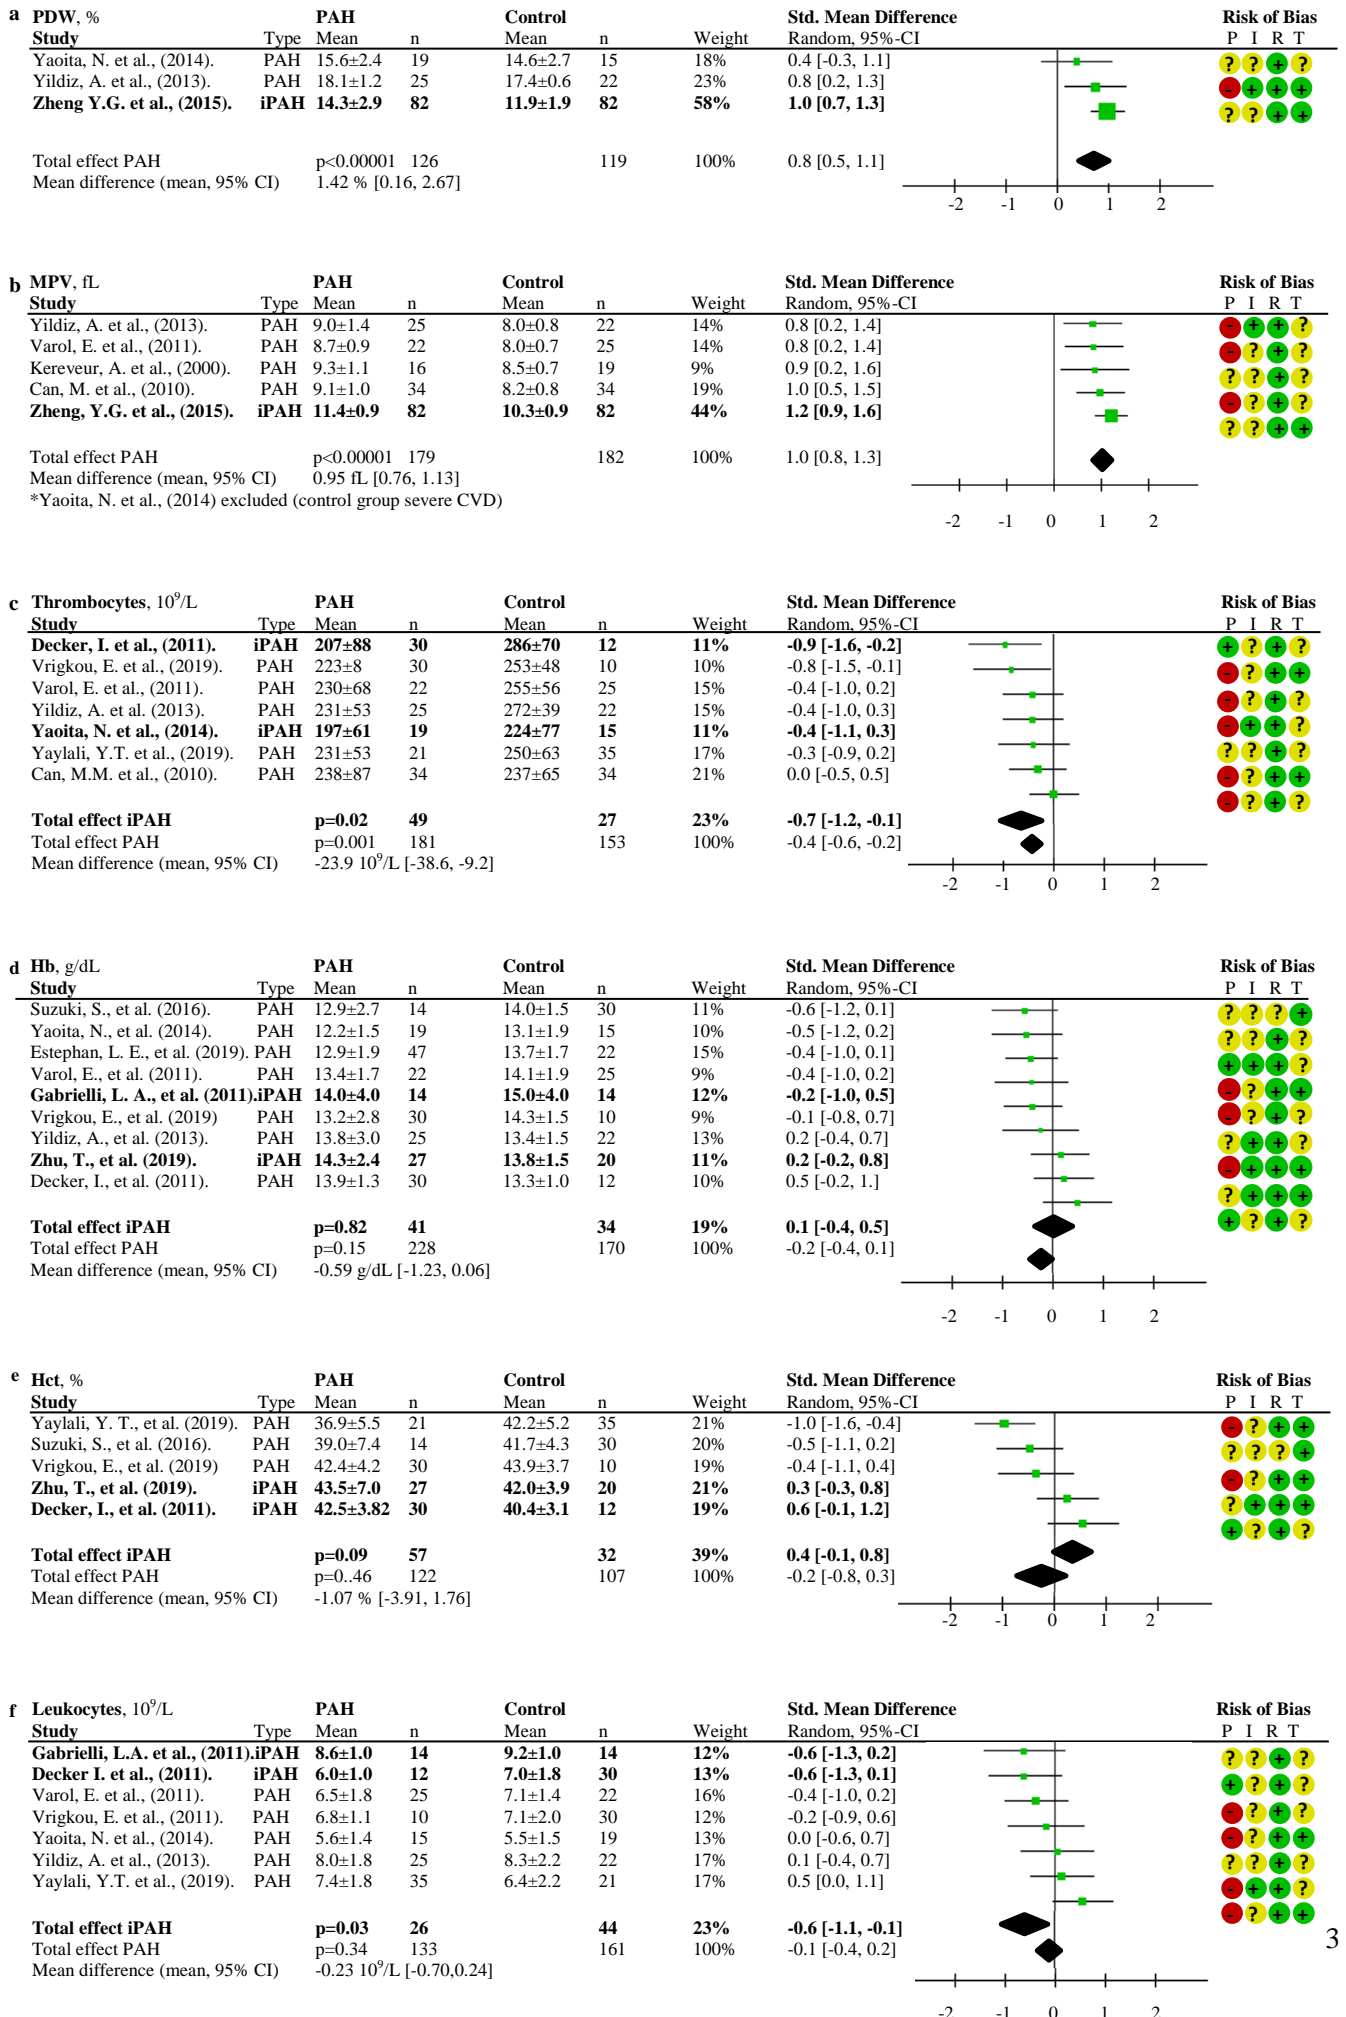 a PDW, % PAH Control Std. Mean Difference Risk of Bias
Study Type Mean n Mean n Weight Random, 95%-CI P I R T
Yaoita, N. et al., (2014). PAH 15.6±2.4 19 14.6±2.7 15 18% 0.4 [-0.3, 1.1] ? ? + ?
Yildiz, A. et al., (2013). PAH 18.1±1.2 25 17.4±0.6 22 23% 0.8 [0.2, 1.3] - + + +
Zheng Y.G. et al., (2015). iPAH 14.3±2.9 82 11.9±1.9 82 58% 1.0 [0.7, 1.3] ? ? + +
Total effect PAH p<0.00001 126 119 100% 0.8 [0.5, 1.1]
Mean difference (mean, 95% CI) 1.42 % [0.16, 2.67]
-2 -1 0 1 2
b MPV, fL PAH Control Std. Mean Difference Risk of Bias
Study Type Mean n Mean n Weight Random, 95%-CI P I R T
Yildiz, A. et al., (2013). PAH 9.0±1.4 25 8.0±0.8 22 14% 0.8 [0.2, 1.4] - + + ?
Varol, E. et al., (2011). PAH 8.7±0.9 22 8.0±0.7 25 14% 0.8 [0.2, 1.4] - ? + ?
Kereveur, A. et al., (2000). PAH 9.3±1.1 16 8.5±0.7 19 9% 0.9 [0.2, 1.6] ? ? + ?
Can, M. et al., (2010). PAH 9.1±1.0 34 8.2±0.8 34 19% 1.0 [0.5, 1.5] - ? + ?
Zheng, Y.G. et al., (2015). iPAH 11.4±0.9 82 10.3±0.9 82 44% 1.2 [0.9, 1.6] ? ? + +
Total effect PAH p<0.00001 179 182 100% 1.0 [0.8, 1.3]
Mean difference (mean, 95% CI) 0.95 fL [0.76, 1.13]
*Yaoita, N. et al., (2014) excluded (control group severe CVD)
-2 -1 0 1 2
c Thrombocytes, 10⁹/L PAH Control Std. Mean Difference Risk of Bias
Study Type Mean n Mean n Weight Random, 95%-CI P I R T
Decker, I. et al., (2011). iPAH 207±88 30 286±70 12 11% -0.9 [-1.6, -0.2] + ? + ?
Vrigkou, E. et al., (2019). PAH 223±8 30 253±48 10 10% -0.8 [-1.5, -0.1] - ? + +
Varol, E. et al., (2011). PAH 230±68 22 255±56 25 15% -0.4 [-1.0, 0.2] - ? + ?
Yildiz, A. et al. (2013). PAH 231±53 25 272±39 22 15% -0.4 [-1.0, 0.3] - + + ?
Yaoita, N. et al. (2014). iPAH 197±61 19 224±77 15 11% -0.4 [-1.1, 0.3] ? ? + ?
Yaylali, Y.T. et al., (2019). PAH 231±53 21 250±63 35 17% -0.3 [-0.9, 0.2] - ? + +
Can, M.M. et al., (2010). PAH 238±87 34 237±65 34 21% 0.0 [-0.5, 0.5] - ? + ?
Total effect iPAH p=0.02 49 27 23% -0.7 [-1.2, -0.1]
Total effect PAH p=0.001 181 153 100% -0.4 [-0.6, -0.2]
Mean difference (mean, 95% CI) -23.9 10⁹/L [-38.6, -9.2]
-2 -1 0 1 2
d Hb, g/dL PAH Control Std. Mean Difference Risk of Bias
Study Type Mean n Mean n Weight Random, 95%-CI P I R T
Suzuki, S., et al. (2016). PAH 12.9±2.7 14 14.0±1.5 30 11% -0.6 [-1.2, 0.1] ? ? ? +
Yaoita, N., et al. (2014). PAH 12.2±1.5 19 13.1±1.9 15 10% -0.5 [-1.2, 0.2] ? ? + ?
Estephan, L. E., et al. (2019). PAH 12.9±1.9 47 13.7±1.7 22 15% -0.4 [-1.0, 0.1] + + + ?
Varol, E., et al. (2011). PAH 13.4±1.7 22 14.1±1.9 25 9% -0.4 [-1.0, 0.2] - ? + +
Gabrielli, L. A., et al. (2011). iPAH 14.0±4.0 14 15.0±4.0 14 12% -0.2 [-1.0, 0.5] - ? + ?
Vrigkou, E., et al. (2019) PAH 13.2±2.8 30 14.3±1.5 10 9% -0.1 [-0.8, 0.7] ? + + ?
Yildiz, A., et al. (2013). PAH 13.8±3.0 25 13.4±1.5 22 13% 0.2 [-0.4, 0.7] - + + +
Zhu, T., et al. (2019). iPAH 14.3±2.4 27 13.8±1.5 20 11% 0.2 [-0.2, 0.8] ? + + +
Decker, I., et al. (2011). PAH 13.9±1.3 30 13.3±1.0 12 10% 0.5 [-0.2, 1.] + ? + ?
Total effect iPAH p=0.82 41 34 19% 0.1 [-0.4, 0.5]
Total effect PAH p=0.15 228 170 100% -0.2 [-0.4, 0.1]
Mean difference (mean, 95% CI) -0.59 g/dL [-1.23, 0.06]
-2 -1 0 1 2
e Hct, % PAH Control Std. Mean Difference Risk of Bias
Study Type Mean n Mean n Weight Random, 95%-CI P I R T
Yaylali, Y. T., et al. (2019). PAH 36.9±5.5 21 42.2±5.2 35 21% -1.0 [-1.6, -0.4] - ? + +
Suzuki, S., et al. (2016). PAH 39.0±7.4 14 41.7±4.3 30 20% -0.5 [-1.1, 0.2] ? ? ? +
Vrigkou, E., et al. (2019) PAH 42.4±4.2 30 43.9±3.7 10 19% -0.4 [-1.1, 0.4] - ? + +
Zhu, T., et al. (2019). iPAH 43.5±7.0 27 42.0±3.9 20 21% 0.3 [-0.3, 0.8] ? + + +
Decker, I., et al. (2011). iPAH 42.5±3.82 30 40.4±3.1 12 19% 0.6 [-0.1, 1.2] + ? + ?
Total effect iPAH p=0.09 57 32 39% 0.4 [-0.1, 0.8]
Total effect PAH p=0..46 122 107 100% -0.2 [-0.8, 0.3]
Mean difference (mean, 95% CI) -1.07 % [-3.91, 1.76]
-2 -1 0 1 2
f Leukocytes, 10⁹/L PAH Control Std. Mean Difference Risk of Bias
Study Type Mean n Mean n Weight Random, 95%-CI P I R T
Gabrielli, L.A. et al., (2011). iPAH 8.6±1.0 14 9.2±1.0 14 12% -0.6 [-1.3, 0.2] ? ? + ?
Decker I. et al., (2011). iPAH 6.0±1.0 12 7.0±1.8 30 13% -0.6 [-1.3, 0.1] + ? + ?
Varol, E. et al., (2011). PAH 6.5±1.8 25 7.1±1.4 22 16% -0.4 [-1.0, 0.2] - ? + ?
Vrigkou, E. et al., (2011). PAH 6.8±1.1 10 7.1±2.0 30 12% -0.2 [-0.9, 0.6] - ? + +
Yaoita, N. et al., (2014). PAH 5.6±1.4 15 5.5±1.5 19 13% 0.0 [-0.6, 0.7] ? ? + ?
Yildiz, A. et al., (2013). PAH 8.0±1.8 25 8.3±2.2 22 17% 0.1 [-0.4, 0.7] - + + ?
Yaylali, Y.T. et al., (2019). PAH 7.4±1.8 35 6.4±2.2 21 17% 0.5 [0.0, 1.1] - ? + +
Total effect iPAH p=0.03 26 44 23% -0.6 [-1.1, -0.1]
Total effect PAH p=0.34 133 161 100% -0.1 [-0.4, 0.2]
Mean difference (mean, 95% CI) -0.23 10⁹/L [-0.70,0.24]
3
-2 -1 0 1 2